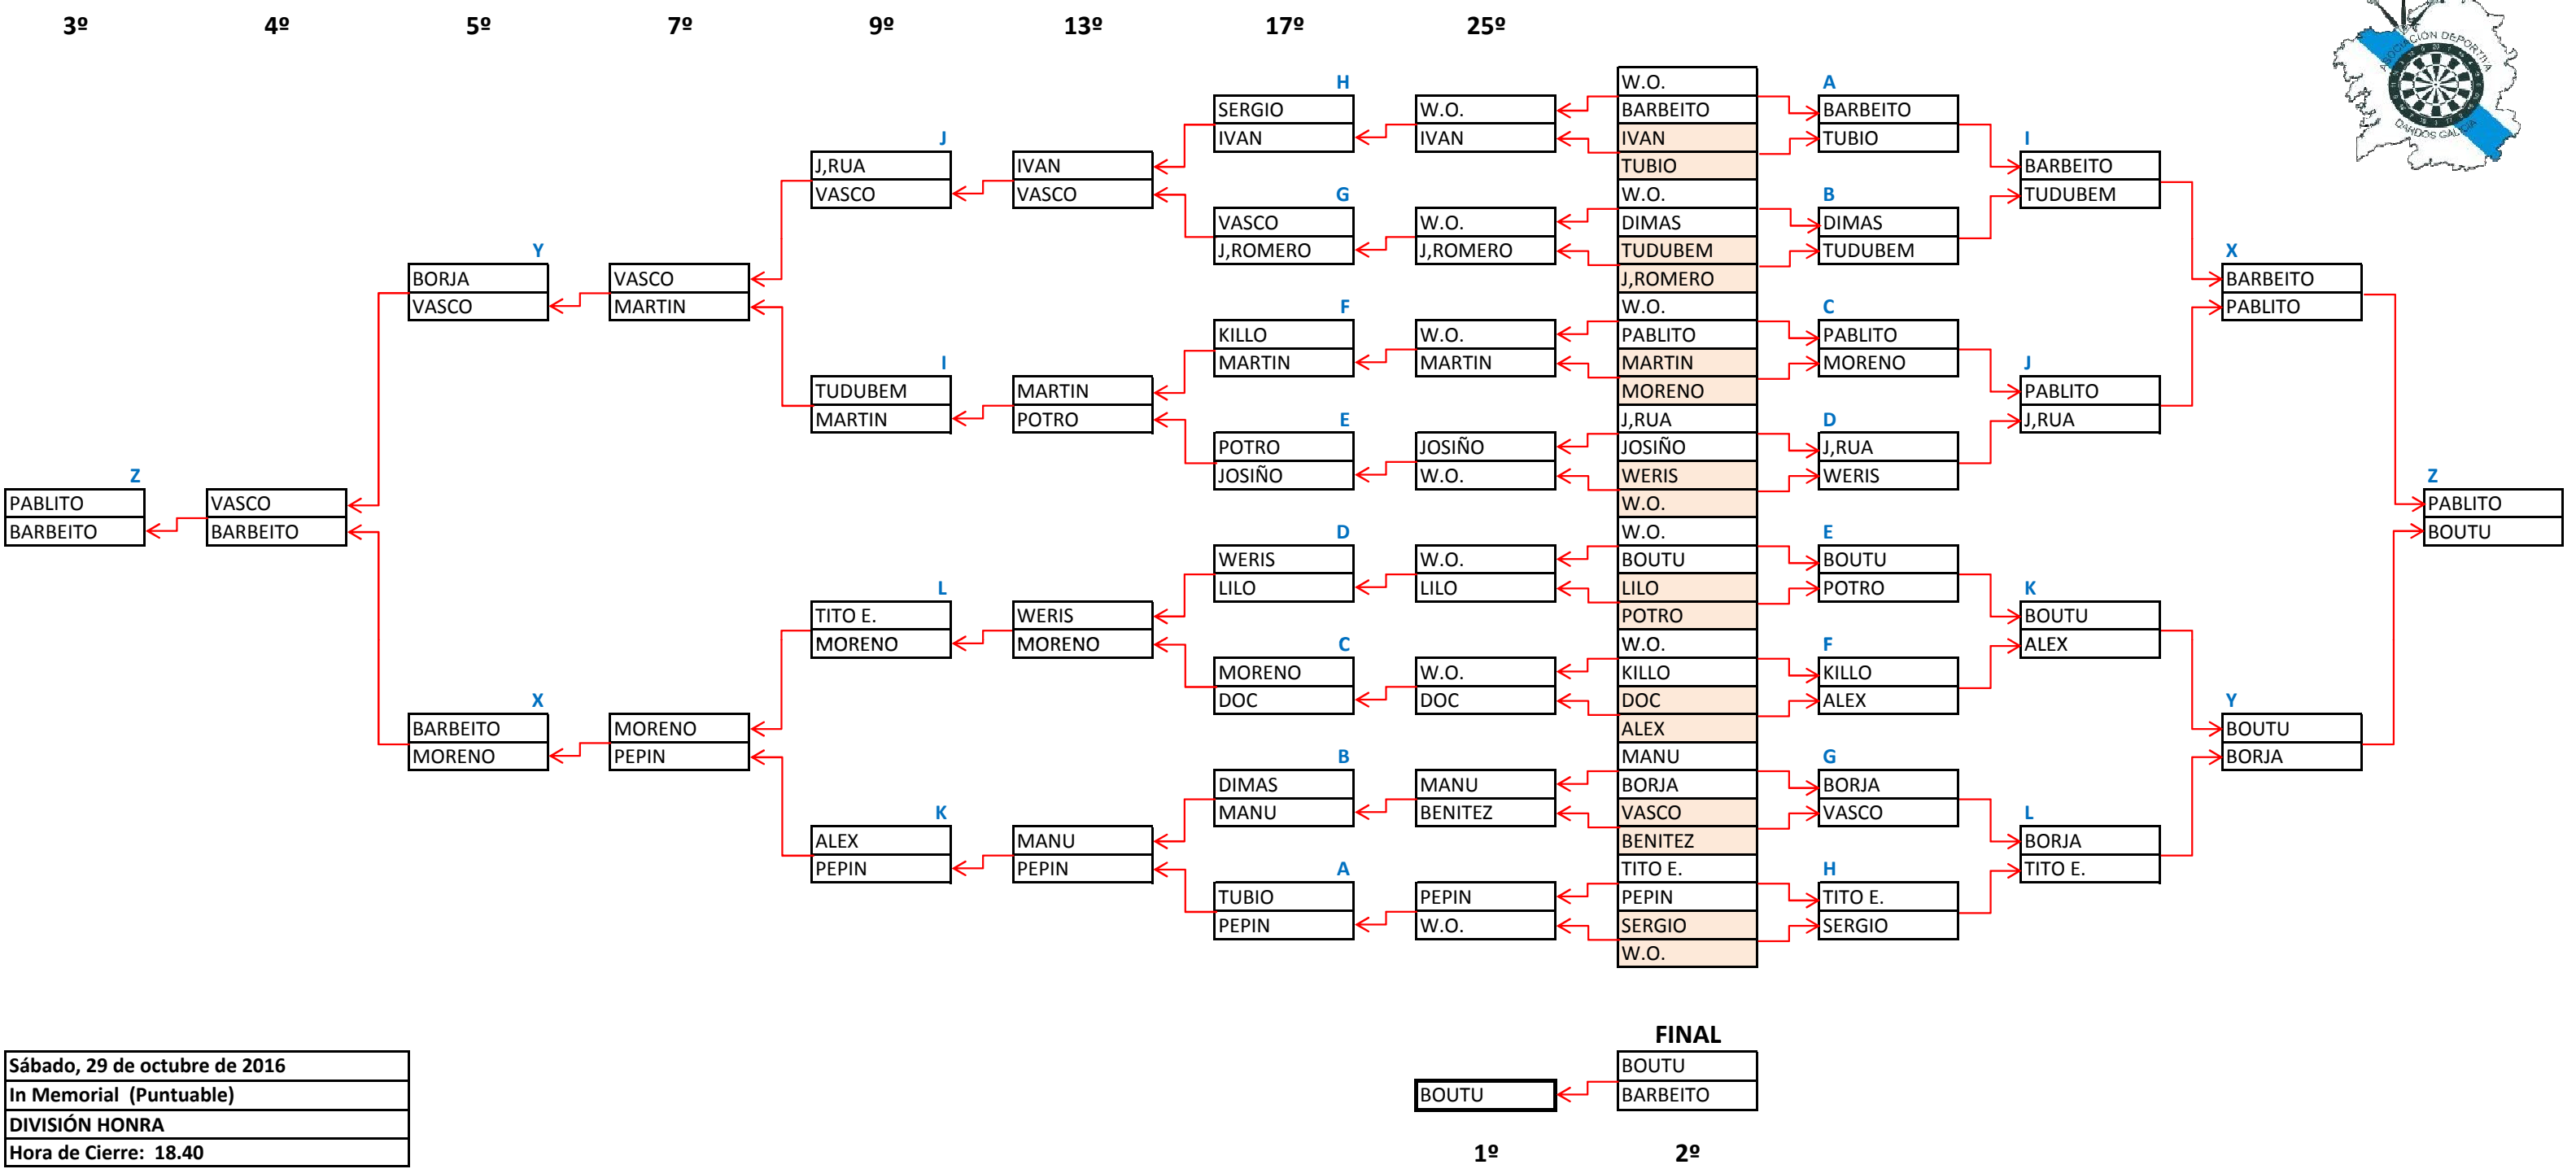 3º 4º 5º 7º 9º 13º 17º 25º
ASOCIACIÓN DEPORTIVA
DARDOS GALICIA
W.O.
H A
SERGIO W.O. BARBEITO BARBEITO
IVAN IVAN IVAN TUBIO
J I
J,RUA IVAN TUBIO BARBEITO
VASCO VASCO G W.O. B TUDUBEM
VASCO W.O. DIMAS DIMAS
Y J,ROMERO J,ROMERO TUDUBEM TUDUBEM X
BORJA VASCO J,ROMERO BARBEITO
VASCO MARTIN F W.O. C PABLITO
KILLO W.O. PABLITO PABLITO
I MARTIN MARTIN MARTIN MORENO J
TUDUBEM MARTIN MORENO PABLITO
MARTIN POTRO E J,RUA D J,RUA
POTRO JOSIÑO JOSIÑO J,RUA
Z JOSIÑO W.O. WERIS WERIS Z
PABLITO VASCO W.O. PABLITO
BARBEITO BARBEITO D W.O. E BOUTU
WERIS W.O. BOUTU BOUTU
L LILO LILO LILO POTRO K
TITO E. WERIS POTRO BOUTU
MORENO MORENO C W.O. F ALEX
MORENO W.O. KILLO KILLO
X DOC DOC DOC ALEX Y
BARBEITO MORENO ALEX BOUTU
MORENO PEPIN B MANU G BORJA
DIMAS MANU BORJA BORJA
K MANU BENITEZ VASCO VASCO L
ALEX MANU BENITEZ BORJA
PEPIN PEPIN A TITO E. H TITO E.
TUBIO PEPIN PEPIN TITO E.
PEPIN W.O. SERGIO SERGIO
W.O.
FINAL
Sábado, 29 de octubre de 2016 BOUTU
In Memorial (Puntuable) BOUTU BARBEITO
DIVISIÓN HONRA
Hora de Cierre: 18.40 1º 2º